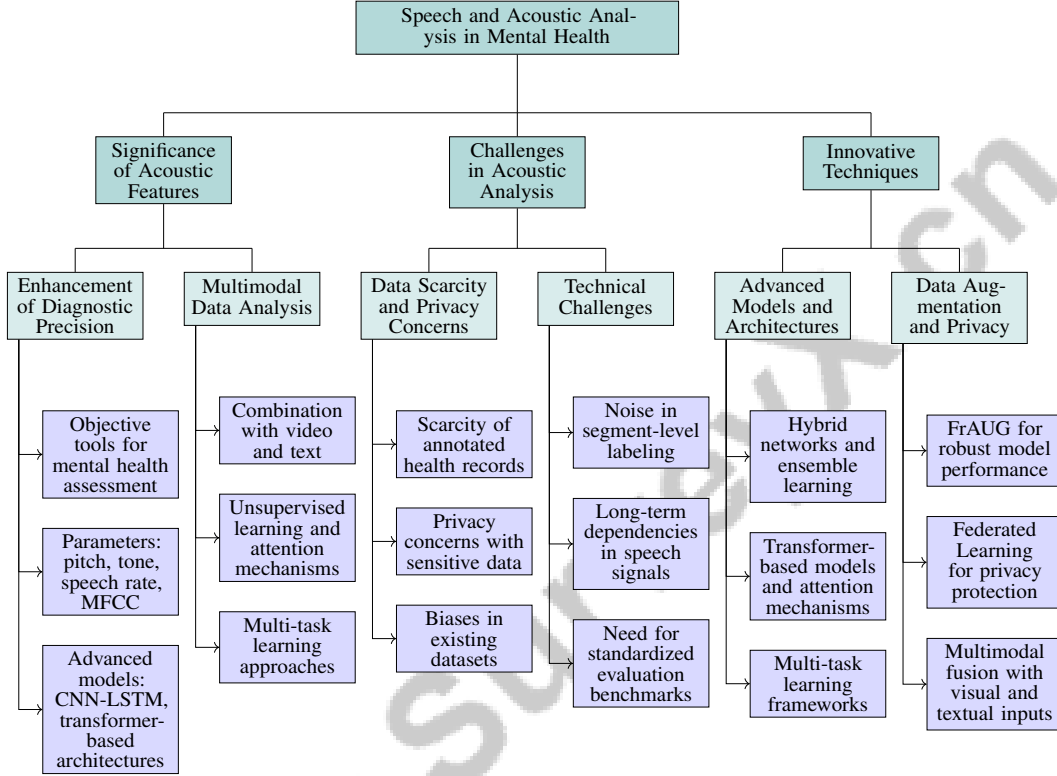 Speech and Acoustic Anal-
ysis in Mental Health
Significance
of Acoustic
Features
Challenges
in Acoustic
Analysis
Innovative
Techniques
Enhancement
of Diagnostic
Precision
Multimodal
Data Analysis
Data Scarcity
and Privacy
Concerns
Technical
Challenges
Advanced
Models and
Architectures
Data Aug-
mentation
and Privacy
Objective
tools for
mental health
assessment
Parameters:
pitch, tone,
speech rate,
MFCC
Advanced
models:
CNN-LSTM,
transformer-
based
architectures
Combination
with video
and text
Unsupervised
learning and
attention
mechanisms
Multi-task
learning
approaches
Scarcity of
annotated
health records
Privacy
concerns with
sensitive data
Biases in
existing
datasets
Noise in
segment-level
labeling
Long-term
dependencies
in speech
signals
Need for
standardized
evaluation
benchmarks
Hybrid
networks and
ensemble
learning
Transformer-
based models
and attention
mechanisms
Multi-task
learning
frameworks
FrAUG for
robust model
performance
Federated
Learning
for privacy
protection
Multimodal
fusion with
visual and
textual inputs
SurveyX.cn